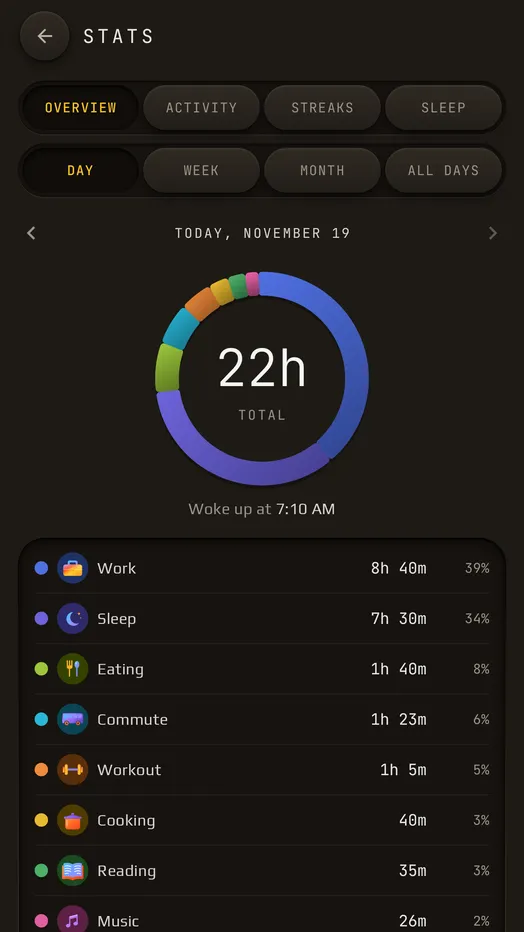 STATS
OVERVIEW ACTIVITY STREAKS SLEEP
DAY WEEK MONTH ALL DAYS
TODAY, NOVEMBER 19
22h
TOTAL
Woke up at 7:10 AM
Work 8h 40m 39%
Sleep 7h 30m 34%
Eating 1h 40m 8%
Commute 1h 23m 6%
Workout 1h 5m 5%
Cooking 40m 3%
Reading 35m 3%
Music 26m 2%